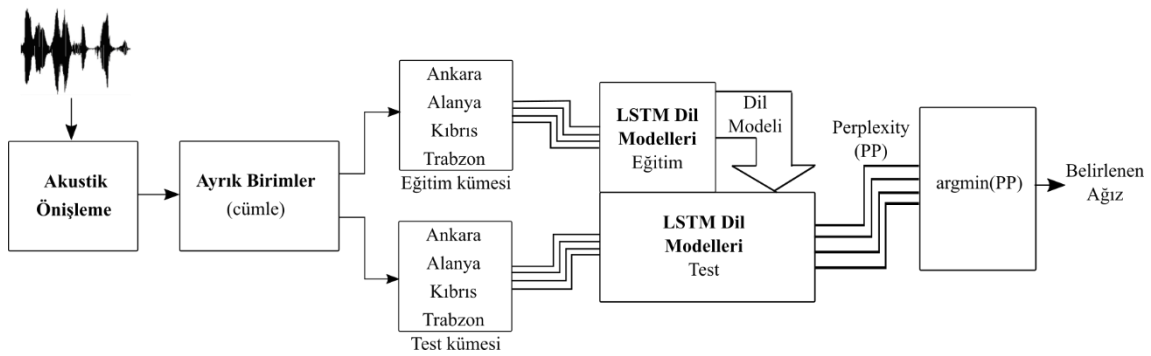 Akustik
Önişleme
Ayrık Birimler
(cümle)
Ankara
Alanya
Kıbrıs
Trabzon
Eğitim kümesi
Ankara
Alanya
Kıbrıs
Trabzon
Test kümesi
LSTM Dil
Modelleri
Eğitim
Dil
Modeli
LSTM Dil
Modelleri
Test
Perplexity
(PP)
argmin(PP)
Belirlenen
Ağız